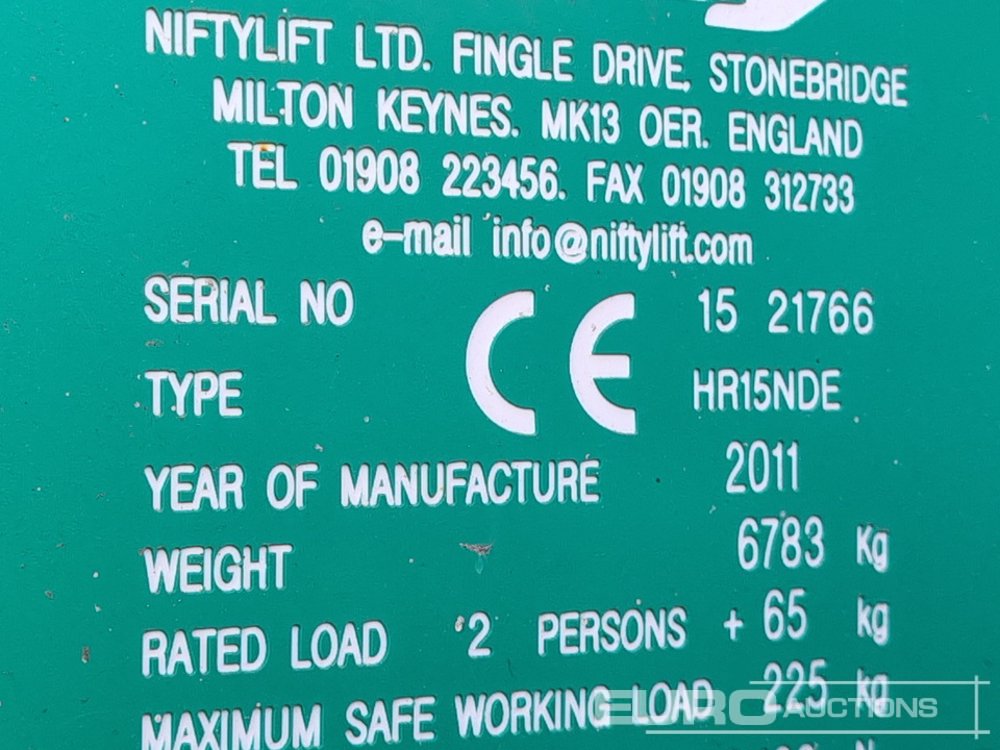 NIFTYLIFT LTD. FINGLE DRIVE. STONEBRIDGE
MILTON KEYNES. MK13 OER. ENGLAND
TEL 01908 223456. FAX 01908 312733
e-mail info@niftylift.com
SERIAL NO 15 21766
CE
TYPE HR15NDE
YEAR OF MANUFACTURE 2011
WEIGHT 6783 Kg
RATED LOAD 2 PERSONS + 65 kg
MAXIMUM SAFE WORKING LOAD 225 kg
EURO AUCTIONS